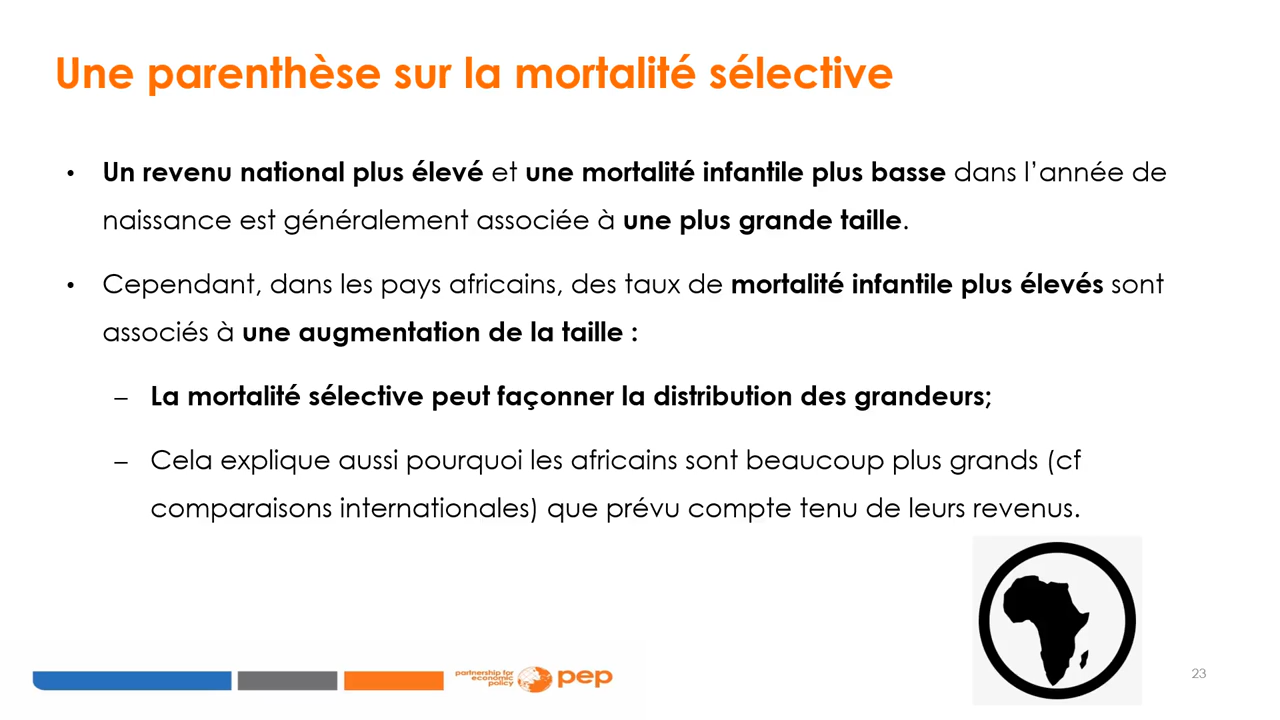 Une parenthèse sur la mortalité sélective
• Un revenu national plus élevé et une mortalité infantile plus basse dans l’année de
naissance est généralement associée à une plus grande taille.
• Cependant, dans les pays africains, des taux de mortalité infantile plus élevés sont
associés à une augmentation de la taille :
– La mortalité sélective peut façonner la distribution des grandeurs;
– Cela explique aussi pourquoi les africains sont beaucoup plus grands (cf
comparaisons internationales) que prévu compte tenu de leurs revenus.
partnership for
economic
policy
pep
23